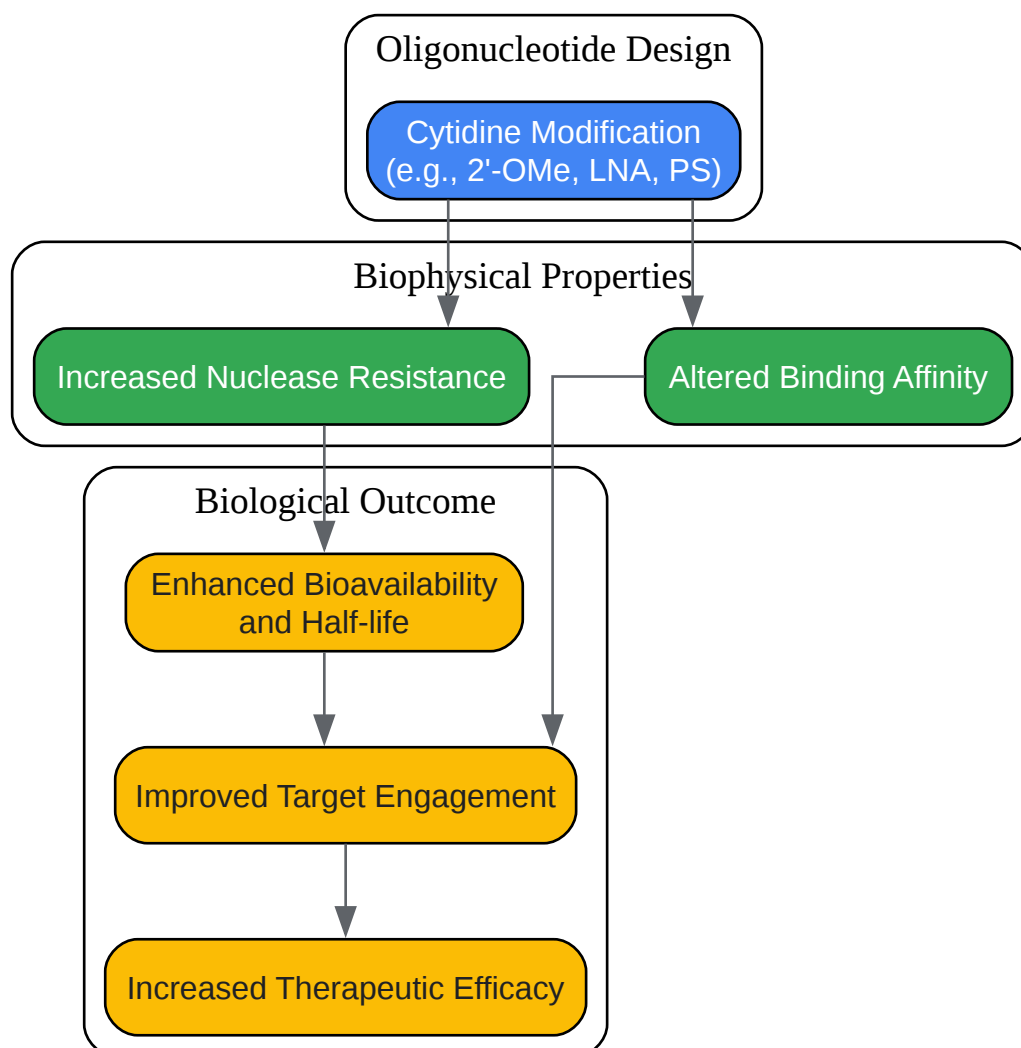 Oligonucleotide Design
Cytidine Modification
(e.g., 2'-OMe, LNA, PS)
Biophysical Properties
Increased Nuclease Resistance
Altered Binding Affinity
Biological Outcome
Enhanced Bioavailability
and Half-life
Improved Target Engagement
Increased Therapeutic Efficacy